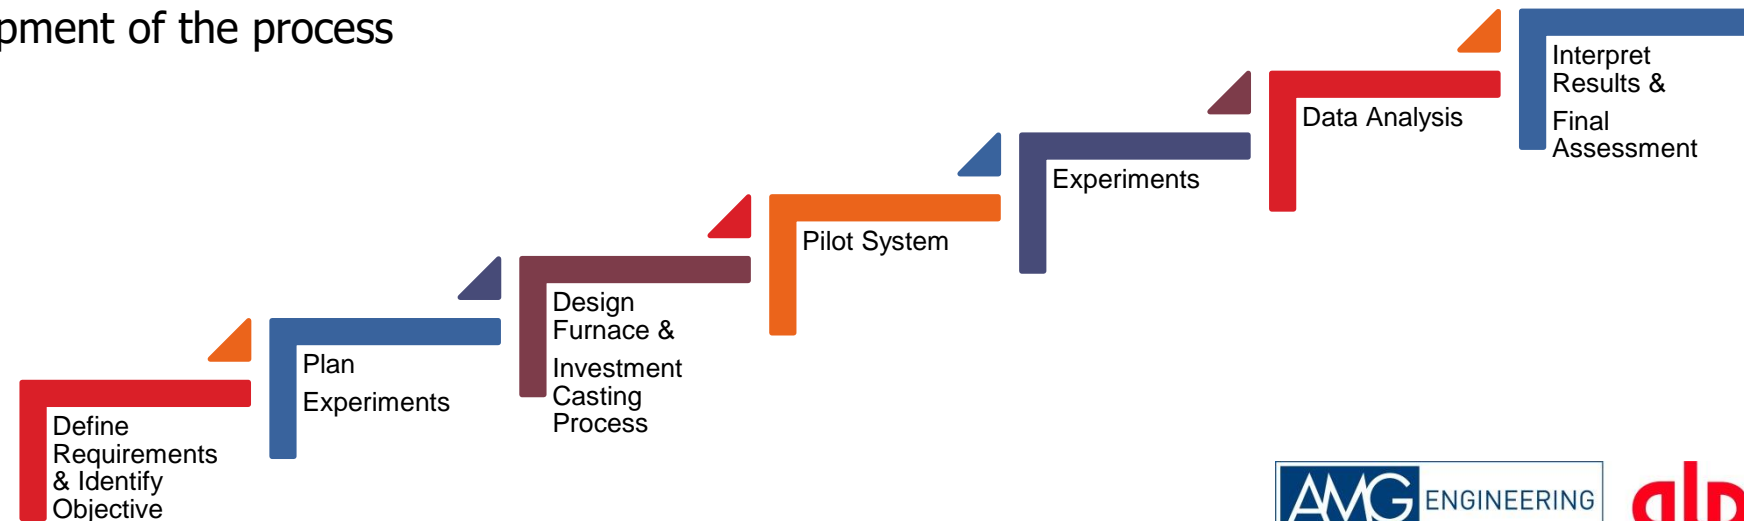 pment of the process
Define
Requirements
& Identify
Objective
Plan
Experiments
Design
Furnace &
Investment
Casting
Process
Pilot System
Experiments
Data Analysis
Interpret
Results &
Final
Assessment
AMG ENGINEERING